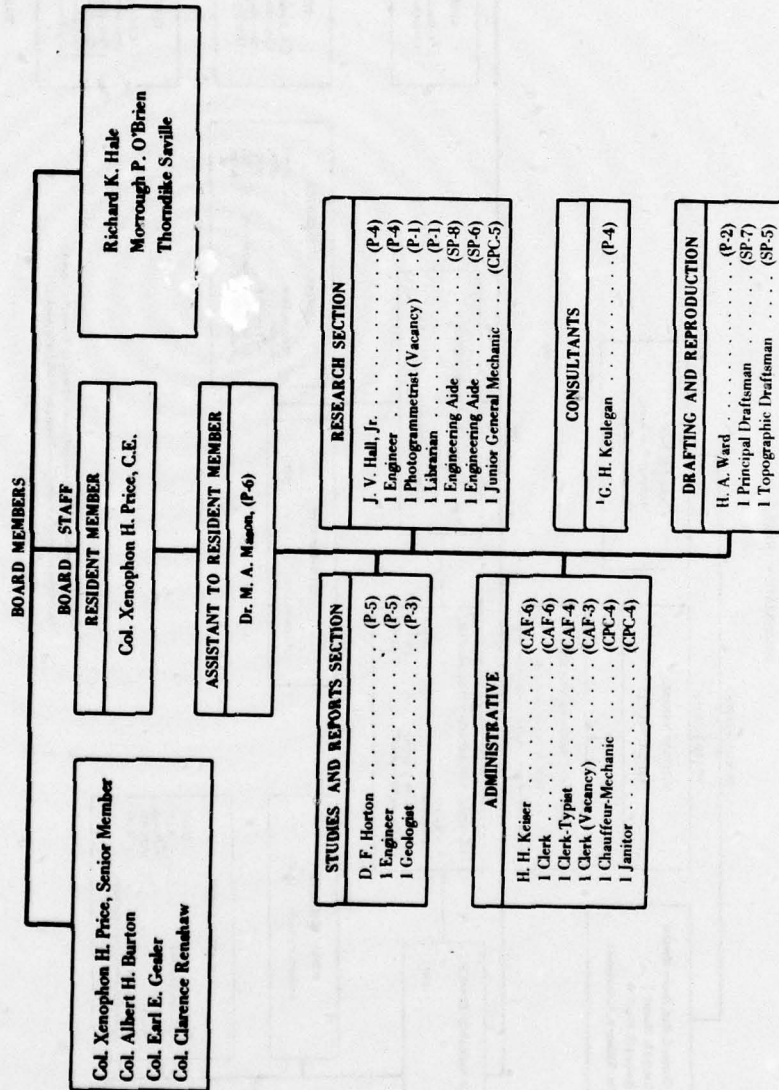 BOARD MEMBERS
Col. Xenophon H. Price, Senior Member
Col. Albert H. Burton
Col. Earl E. Gesler
Col. Clarence Renshaw
BOARD STAFF
RESIDENT MEMBER
Col. Xenophon H. Price, C.E.
Richard K. Hale
Morrough P. O'Brien
Thorndike Saville
ASSISTANT TO RESIDENT MEMBER
Dr. M. A. Mason, (P-6)
STUDIES AND REPORTS SECTION
D. F. Horton . . . . . . . . . . . (P-5)
1 Engineer . . . . . . . . . . . . (P-5)
1 Geologist . . . . . . . . . . . (P-3)
RESEARCH SECTION
J. V. Hall, Jr. . . . . . . . . . . (P-4)
1 Engineer . . . . . . . . . . . (P-4)
1 Photogrammetrist (Vacancy) . (P-1)
1 Librarian . . . . . . . . . . . (P-1)
1 Engineering Aide . . . . . . (SP-8)
1 Engineering Aide . . . . . . (SP-6)
1 Junior General Mechanic . . . (CPC-5)
ADMINISTRATIVE
H. H. Keiser . . . . . . . . . (CAF-6)
1 Clerk . . . . . . . . . . . . (CAF-6)
1 Clerk-Typist . . . . . . . . (CAF-4)
1 Clerk (Vacancy) . . . . . . (CAF-3)
1 Chauffeur-Mechanic . . . . (CPC-4)
1 Janitor . . . . . . . . . . . (CPC-4)
CONSULTANTS
¹G. H. Keulegan . . . . . . . . (P-4)
DRAFTING AND REPRODUCTION
H. A. Ward . . . . . . . . . . (P-2)
1 Principal Draftsman . . . . . (SP-7)
1 Topographic Draftsman . . . . (SP-5)